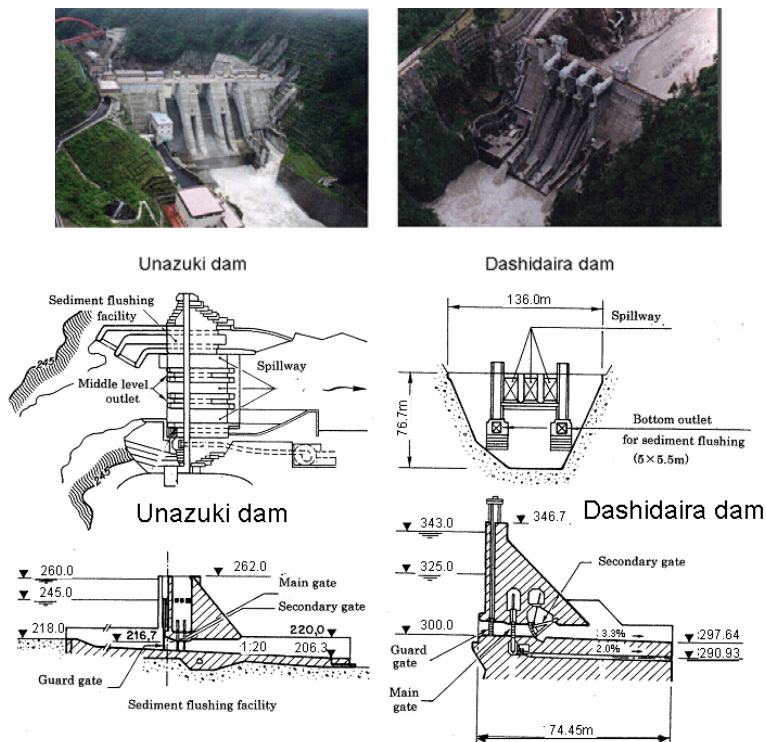 Unazuki dam
Dashidaira dam
Sediment flushing
facility
245
Spillway
Middle level
outlet
245
Unazuki dam
136.0m
Spillway
76.7m
Bottom outlet
for sediment flushing
(5×5.5m)
Dashidaira dam
260.0
262.0
Main gate
245.0
Secondary gate
218.0
216,7
220,0
1:20
206.3
Guard gate
Sediment flushing facility
343.0
346.7
Secondary gate
325.0
300.0
3.3%
:297.64
Guard
gate
2.0%
:290.93
Main
gate
74.45m